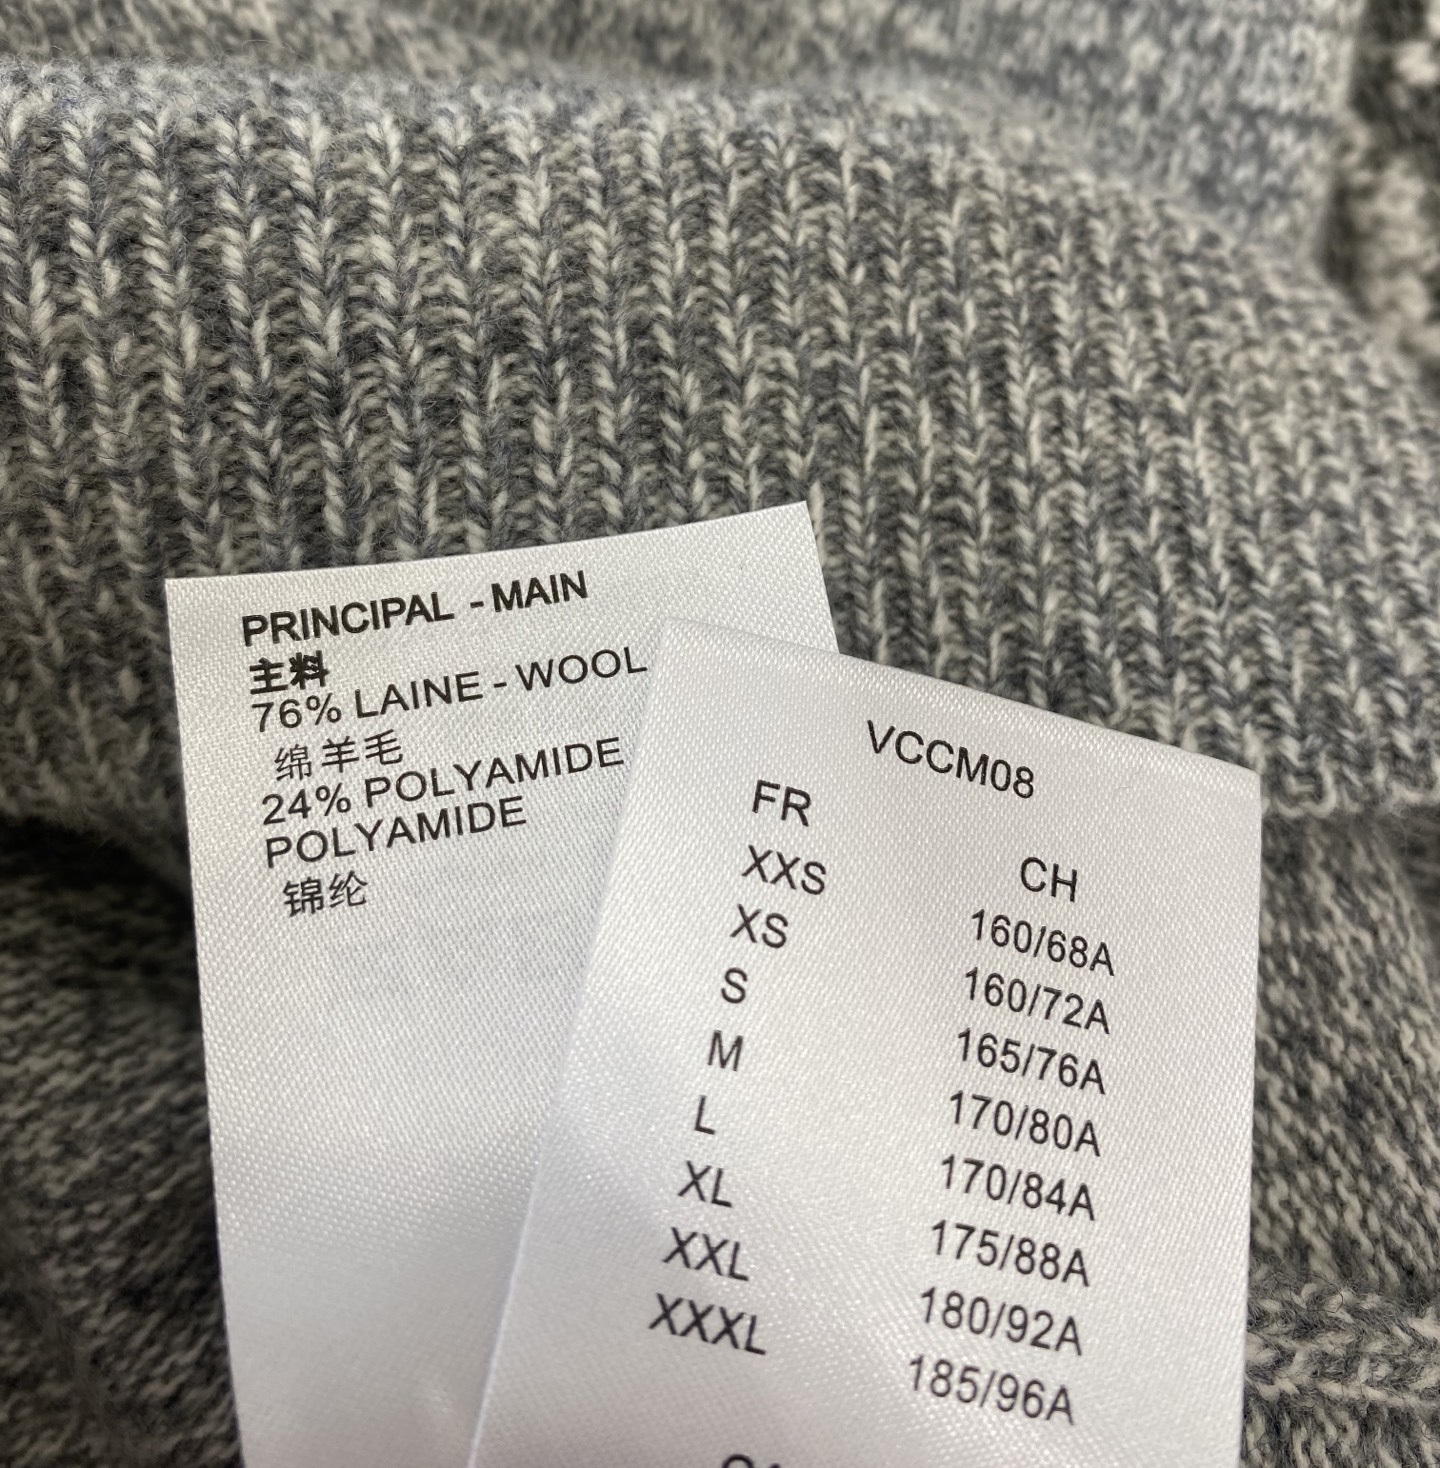 PRINCIPAL - MAIN
主料
76% LAINE - WOOL
绵羊毛
24% POLYAMIDE
POLYAMIDE
锦纶
VCCM08
FR CH
XXS 160/68A
XS 160/72A
S 165/76A
M 170/80A
L 170/84A
XL 175/88A
XXL 180/92A
XXXL 185/96A